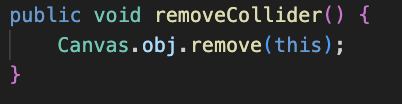 public void removeCollider() {
    Canvas.obj.remove(this);
}